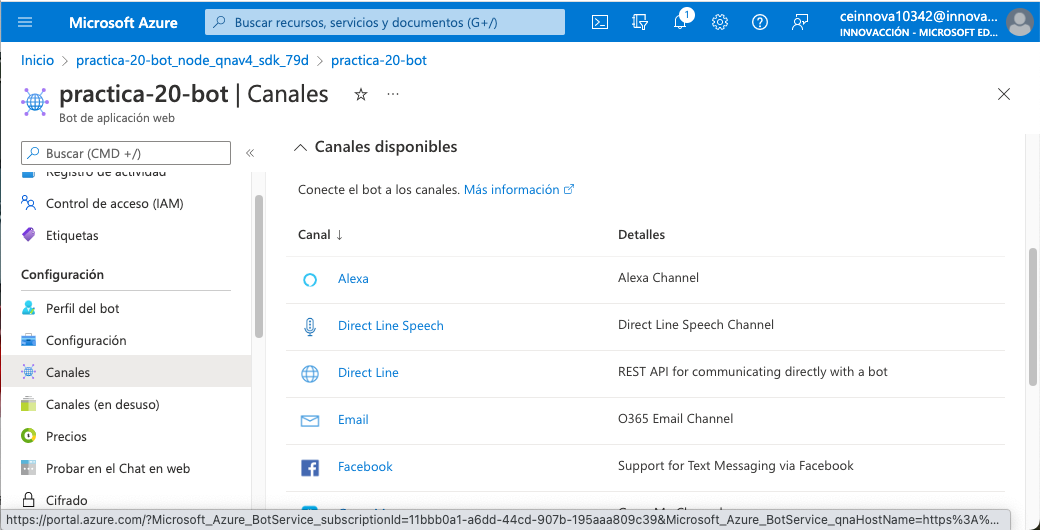 Microsoft Azure
Buscar recursos, servicios y documentos (G+/)
1
ceinnova10342@innova...
INNOVACCIÓN - MICROSOFT ED...
Inicio > practica-20-bot_node_qnav4_sdk_79d > practica-20-bot
practica-20-bot | Canales
Bot de aplicación web
Buscar (CMD +/)
Registro de actividad
Control de acceso (IAM)
Etiquetas
Configuración
Perfil del bot
Configuración
Canales
Canales (en desuso)
Precios
Probar en el Chat en web
Cifrado
Canales disponibles
Conecte el bot a los canales. Más información
Canal ↓ Detalles
Alexa Alexa Channel
Direct Line Speech Direct Line Speech Channel
Direct Line REST API for communicating directly with a bot
Email O365 Email Channel
Facebook Support for Text Messaging via Facebook
https://portal.azure.com/?Microsoft_Azure_BotService_subscriptionId=11bbb0a1-a6dd-44cd-907b-195aaa809c39&Microsoft_Azure_BotService_qnaHostName=https%3A%...